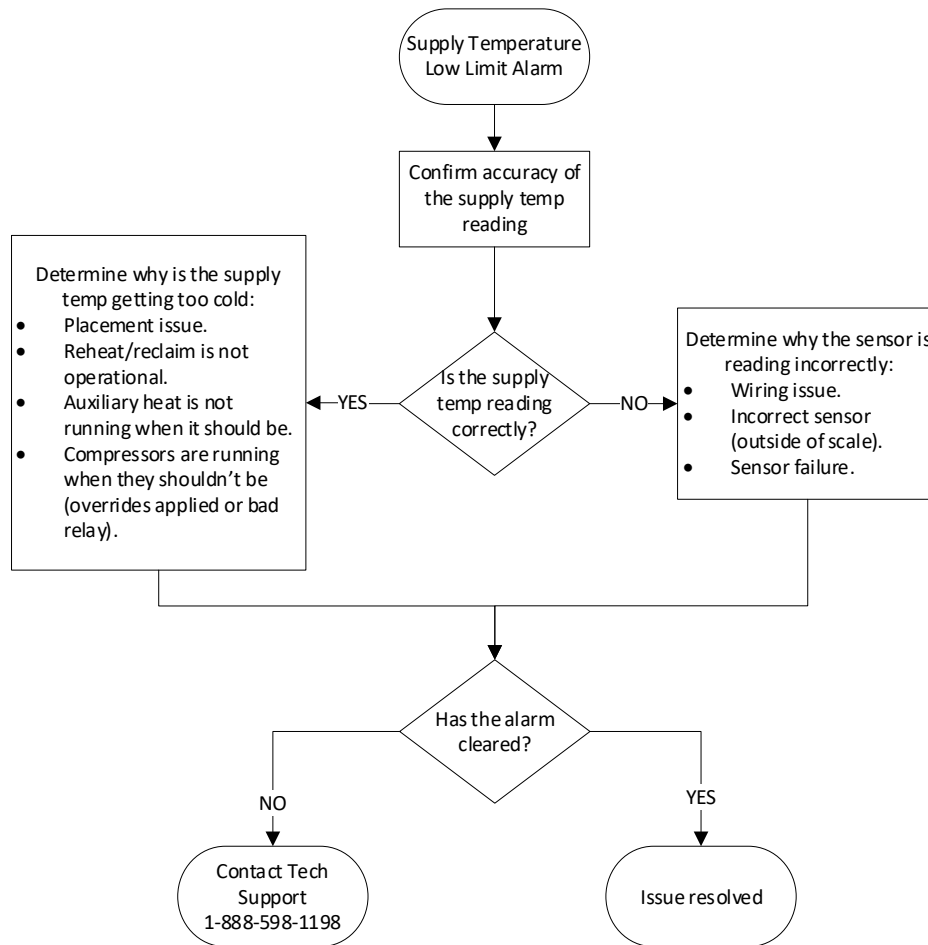 Supply Temperature
Low Limit Alarm
Confirm accuracy of
the supply temp
reading
Determine why is the supply
temp getting too cold:
• Placement issue.
• Reheat/reclaim is not
operational.
• Auxiliary heat is not
running when it should be.
• Compressors are running
when they shouldn’t be
(overrides applied or bad
relay).
YES
Is the supply
temp reading
correctly?
NO
Determine why the sensor is
reading incorrectly:
• Wiring issue.
• Incorrect sensor
(outside of scale).
• Sensor failure.
Has the alarm
cleared?
NO
YES
Contact Tech
Support
1-888-598-1198
Issue resolved